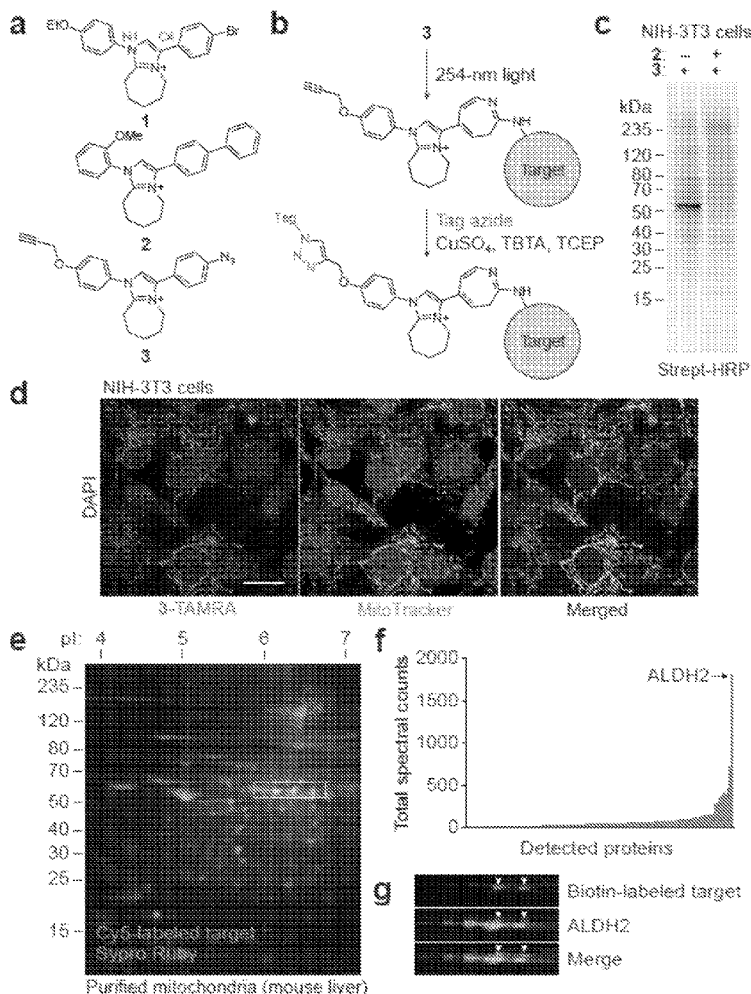 a
EtO
N1
C4
Br
N
N+
1
OMe
N
N+
2
O
N3
N
N+
3
b
3
254-nm light
O
N
N+
N
NH
Target
Tag azide
CuSO4, TBTA, TCEP
Tag
N
N=N
O
N
N+
N
NH
Target
c
NIH-3T3 cells
2: – +
3: + +
kDa
235
120
80
70
50
40
30
25
15
Strept-HRP
d
NIH-3T3 cells
DAPI
3-TAMRA
MitoTracker
Merged
e
pI: 4 5 6 7
kDa
235
120
80
70
50
40
30
25
15
Cy5-labeled target
Sypro Ruby
Purified mitochondria (mouse liver)
f
Total spectral counts
2000
1500
1000
500
0
ALDH2
Detected proteins
g
Biotin-labeled target
ALDH2
Merge